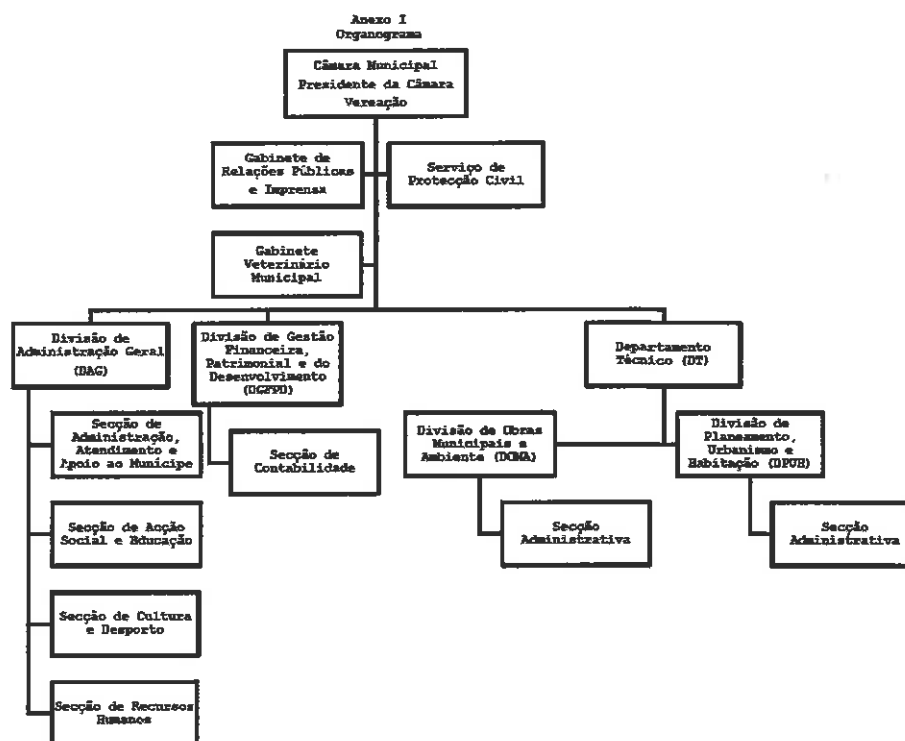 Anexo I
Organograma
Câmara Municipal
Presidente da Câmara
Vereação
Gabinete de
Relações Públicas
e Imprensa
Serviço de
Protecção Civil
Gabinete
Veterinário
Municipal
Divisão de
Administração Geral
(DAG)
Divisão de Gestão
Financeira,
Patrimonial e do
Desenvolvimento
(DGFPD)
Departamento
Técnico (DT)
Secção de
Administração,
Atendimento e
Apoio ao Munícipe
Secção de
Contabilidade
Divisão de Obras
Municipais e
Ambiente (DOMA)
Divisão de
Planeamento,
Urbanismo e
Habitação (DPUH)
Secção de Acção
Social e Educação
Secção
Administrativa
Secção
Administrativa
Secção de Cultura
e Desporto
Secção de Recursos
Humanos